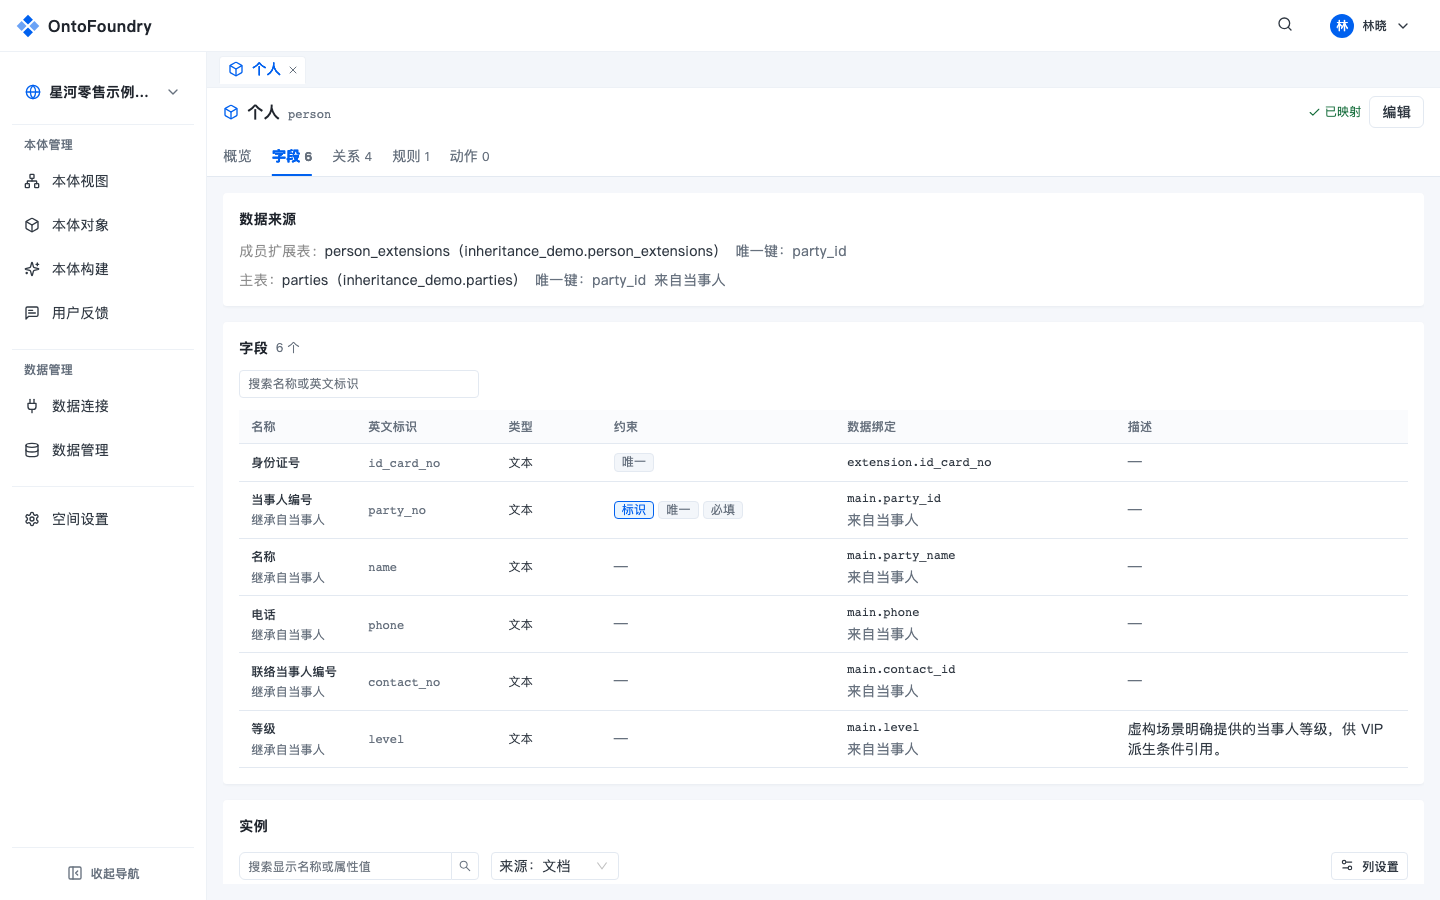 OntoFoundry
林 林晓
星河零售示例...
本体管理
本体视图
本体对象
本体构建
用户反馈
数据管理
数据连接
数据管理
空间设置
收起导航
个人
个人 person
已映射 编辑
概览 字段 6 关系 4 规则 1 动作 0
数据来源
成员扩展表： person_extensions（inheritance_demo.person_extensions） 唯一键：party_id
主表： parties（inheritance_demo.parties） 唯一键：party_id 来自当事人
字段 6 个
搜索名称或英文标识
名称 英文标识 类型 约束 数据绑定 描述
身份证号 id_card_no 文本 唯一 extension.id_card_no —
当事人编号 party_no 文本 标识 唯一 必填 main.party_id —
继承自当事人 来自当事人
名称 name 文本 — main.party_name —
继承自当事人 来自当事人
电话 phone 文本 — main.phone —
继承自当事人 来自当事人
联络当事人编号 contact_no 文本 — main.contact_id —
继承自当事人 来自当事人
等级 level 文本 — main.level 虚构场景明确提供的当事人等级，供 VIP
继承自当事人 来自当事人 派生条件引用。
实例
搜索显示名称或属性值 来源：文档 列设置